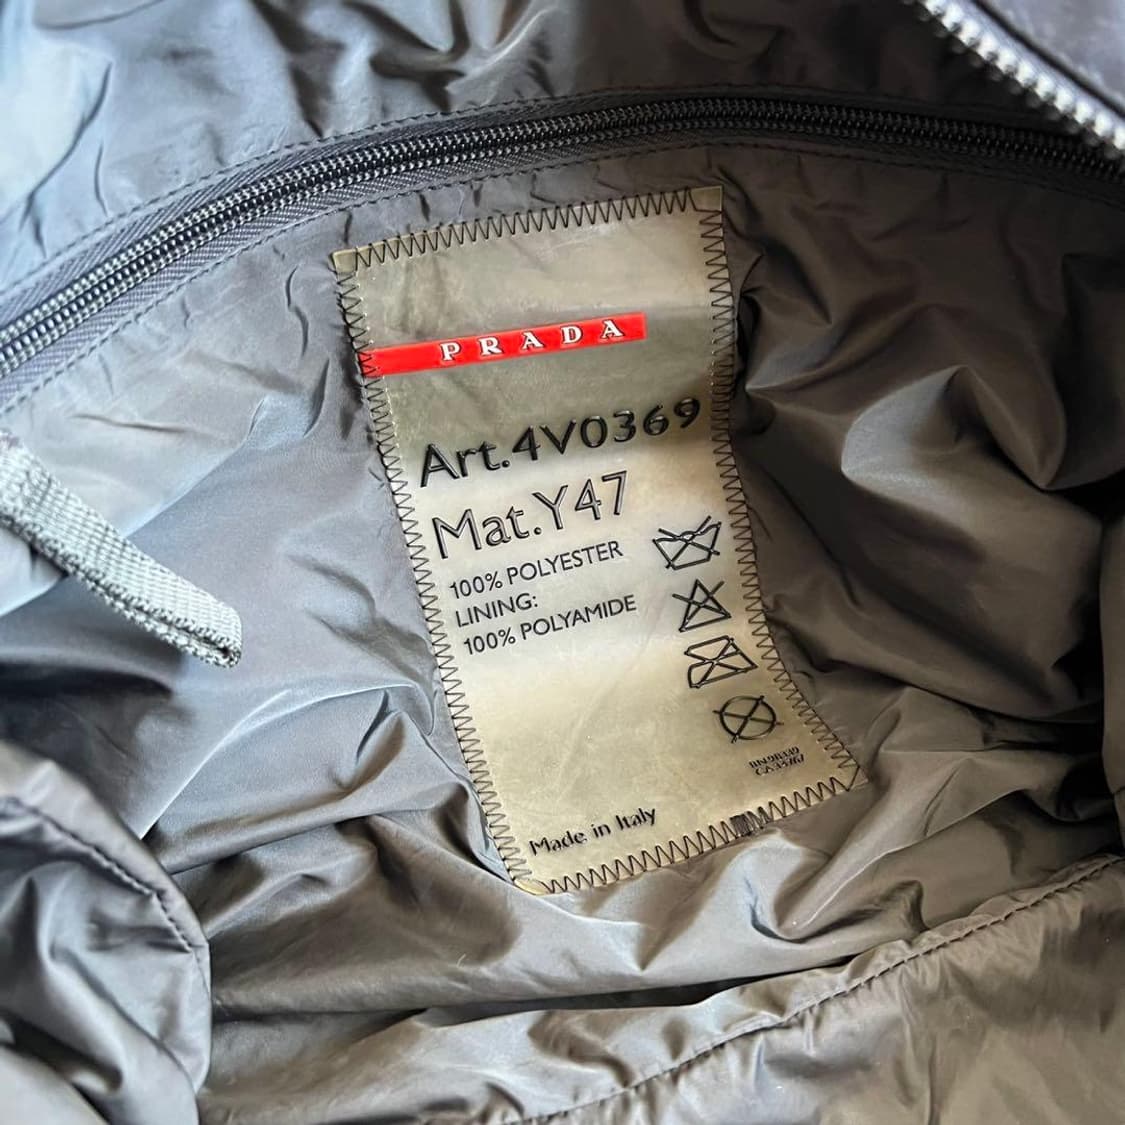 PRADA
Art.4V0369
Mat.Y47
100% POLYESTER
LINING:
100% POLYAMIDE
Made in Italy